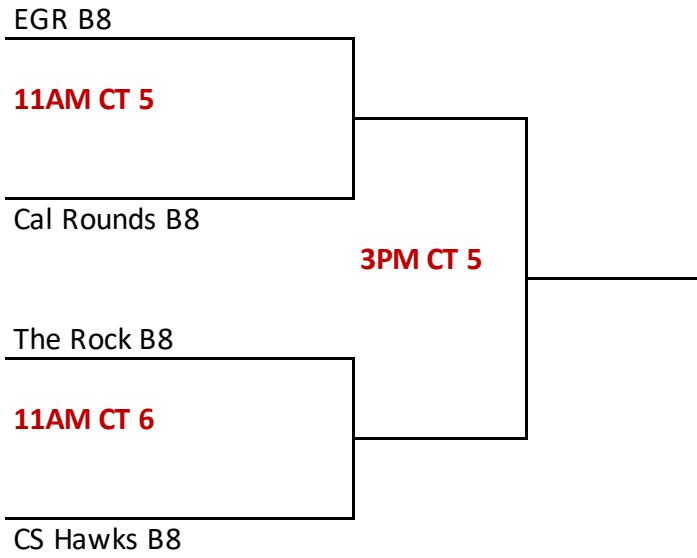 EGR B8
11AM CT 5
Cal Rounds B8
3PM CT 5
The Rock B8
11AM CT 6
CS Hawks B8